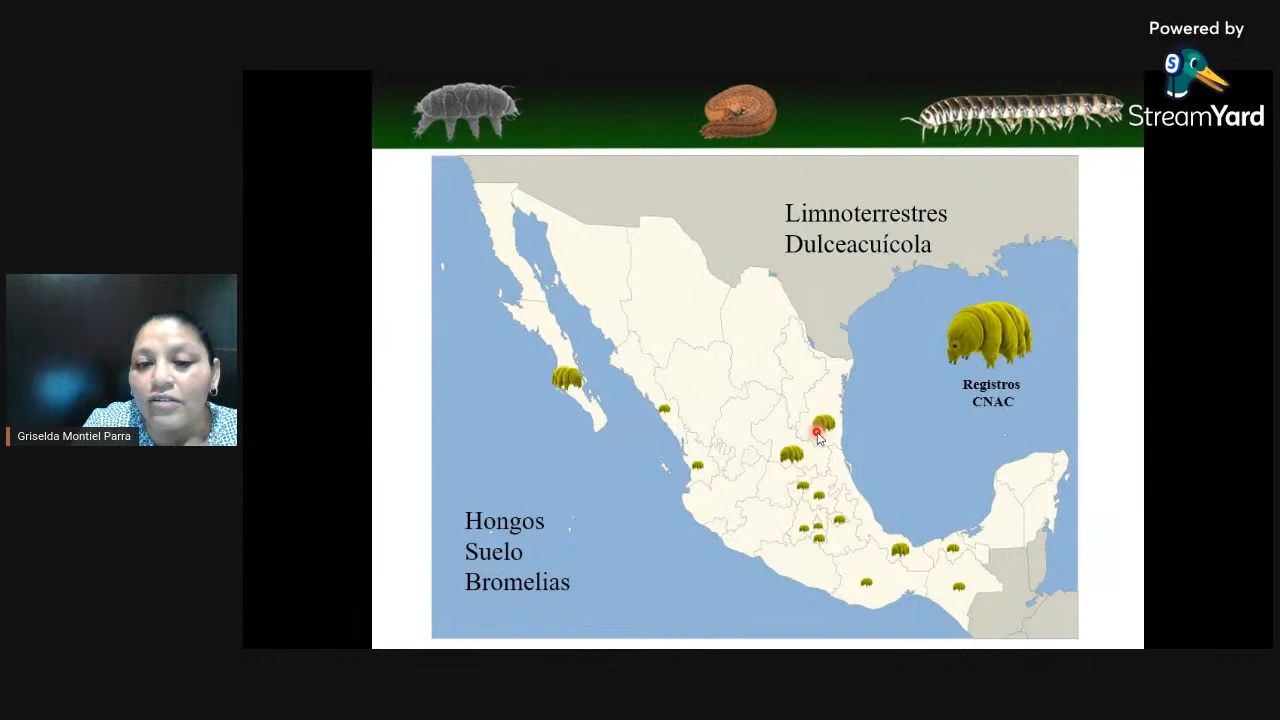 Powered by
StreamYard
Limnoterrestres
Dulceacuícola
Registros
CNAC
Griselda Montiel Parra
Hongos
Suelo
Bromelias